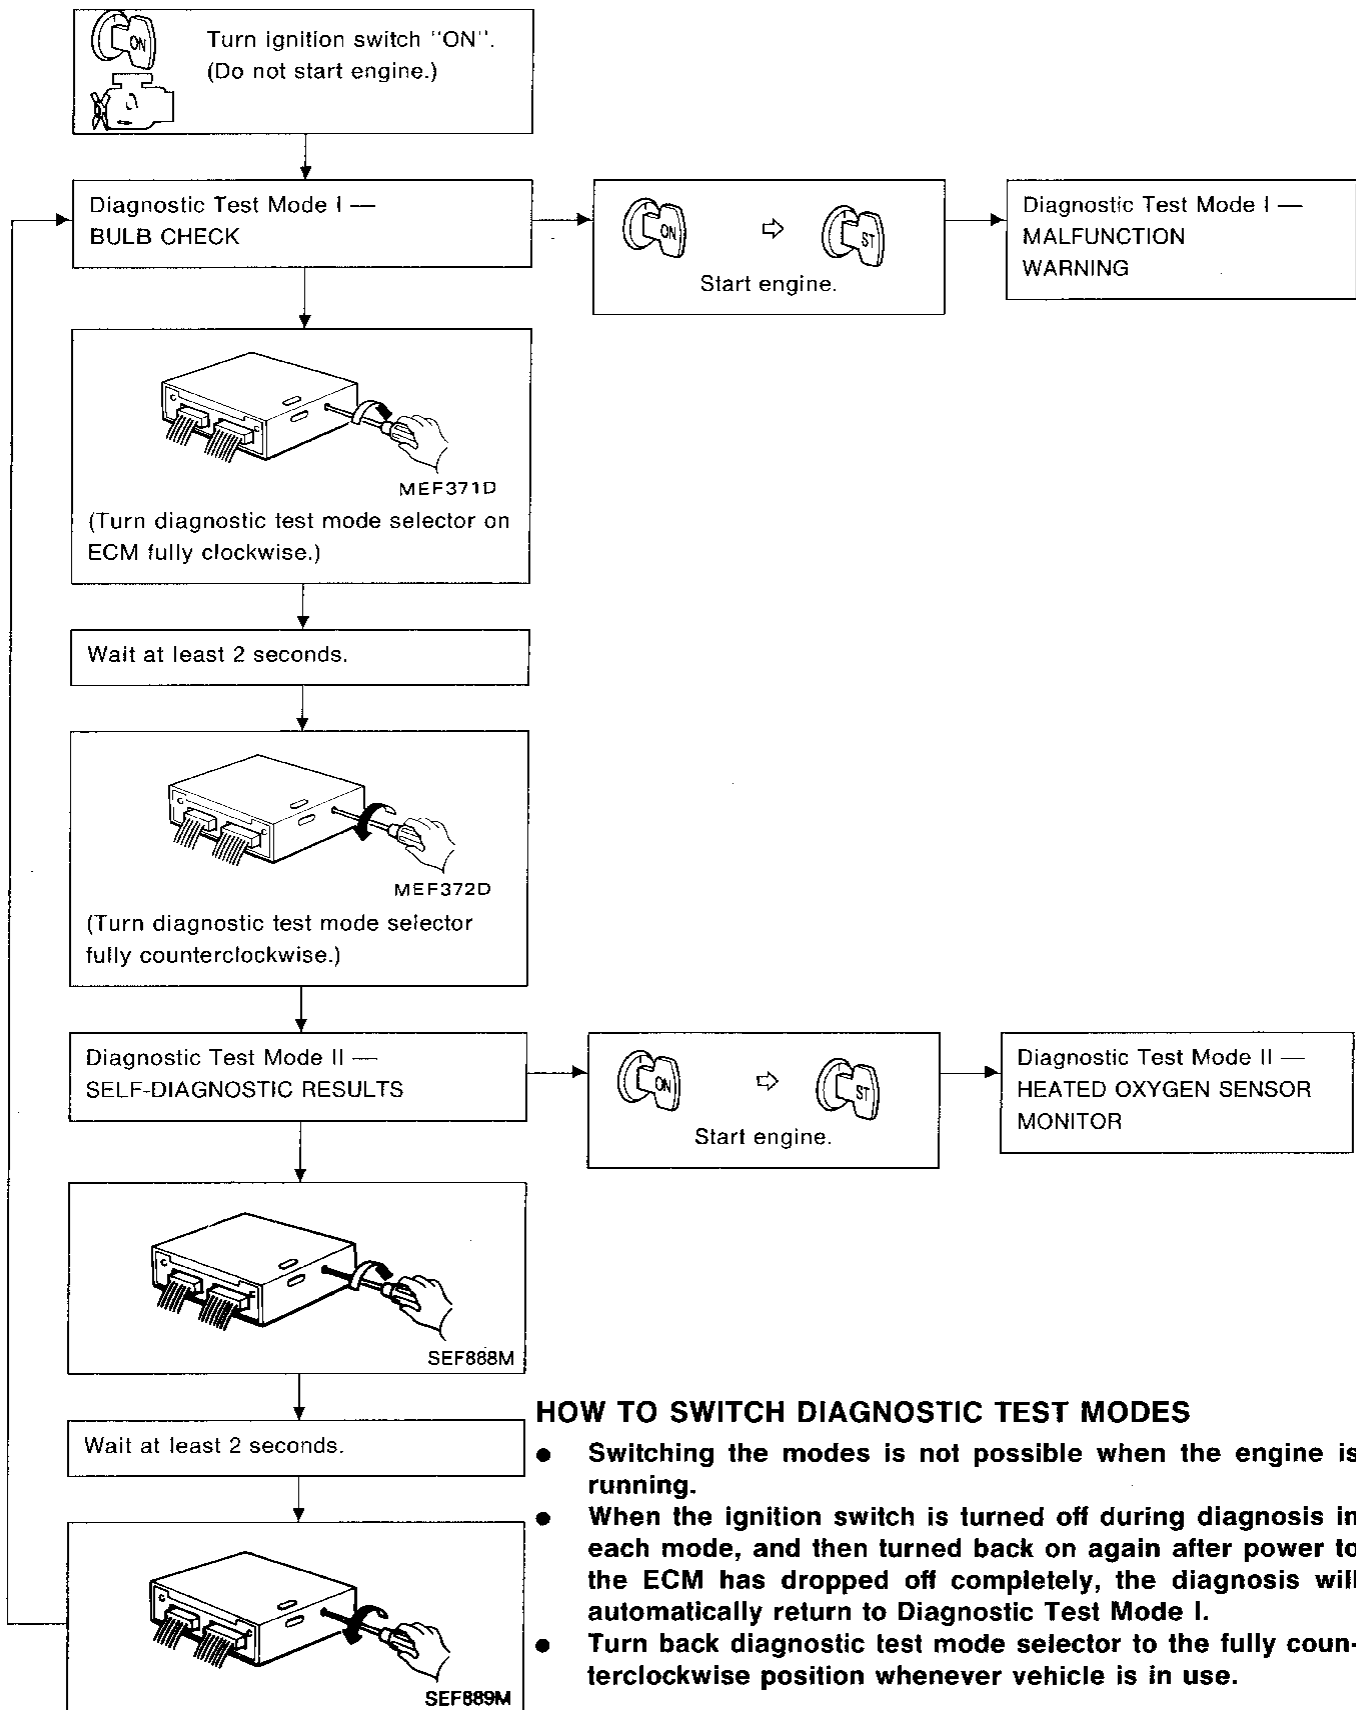 ON
Turn ignition switch "ON".
(Do not start engine.)
Diagnostic Test Mode I —
BULB CHECK
ON
ST
Start engine.
Diagnostic Test Mode I —
MALFUNCTION
WARNING
MEF371D
(Turn diagnostic test mode selector on
ECM fully clockwise.)
Wait at least 2 seconds.
MEF372D
(Turn diagnostic test mode selector
fully counterclockwise.)
Diagnostic Test Mode II —
SELF-DIAGNOSTIC RESULTS
ON
ST
Start engine.
Diagnostic Test Mode II —
HEATED OXYGEN SENSOR
MONITOR
SEF888M
Wait at least 2 seconds.
SEF889M
HOW TO SWITCH DIAGNOSTIC TEST MODES
● Switching the modes is not possible when the engine is
running.
● When the ignition switch is turned off during diagnosis in
each mode, and then turned back on again after power to
the ECM has dropped off completely, the diagnosis will
automatically return to Diagnostic Test Mode I.
● Turn back diagnostic test mode selector to the fully coun-
terclockwise position whenever vehicle is in use.